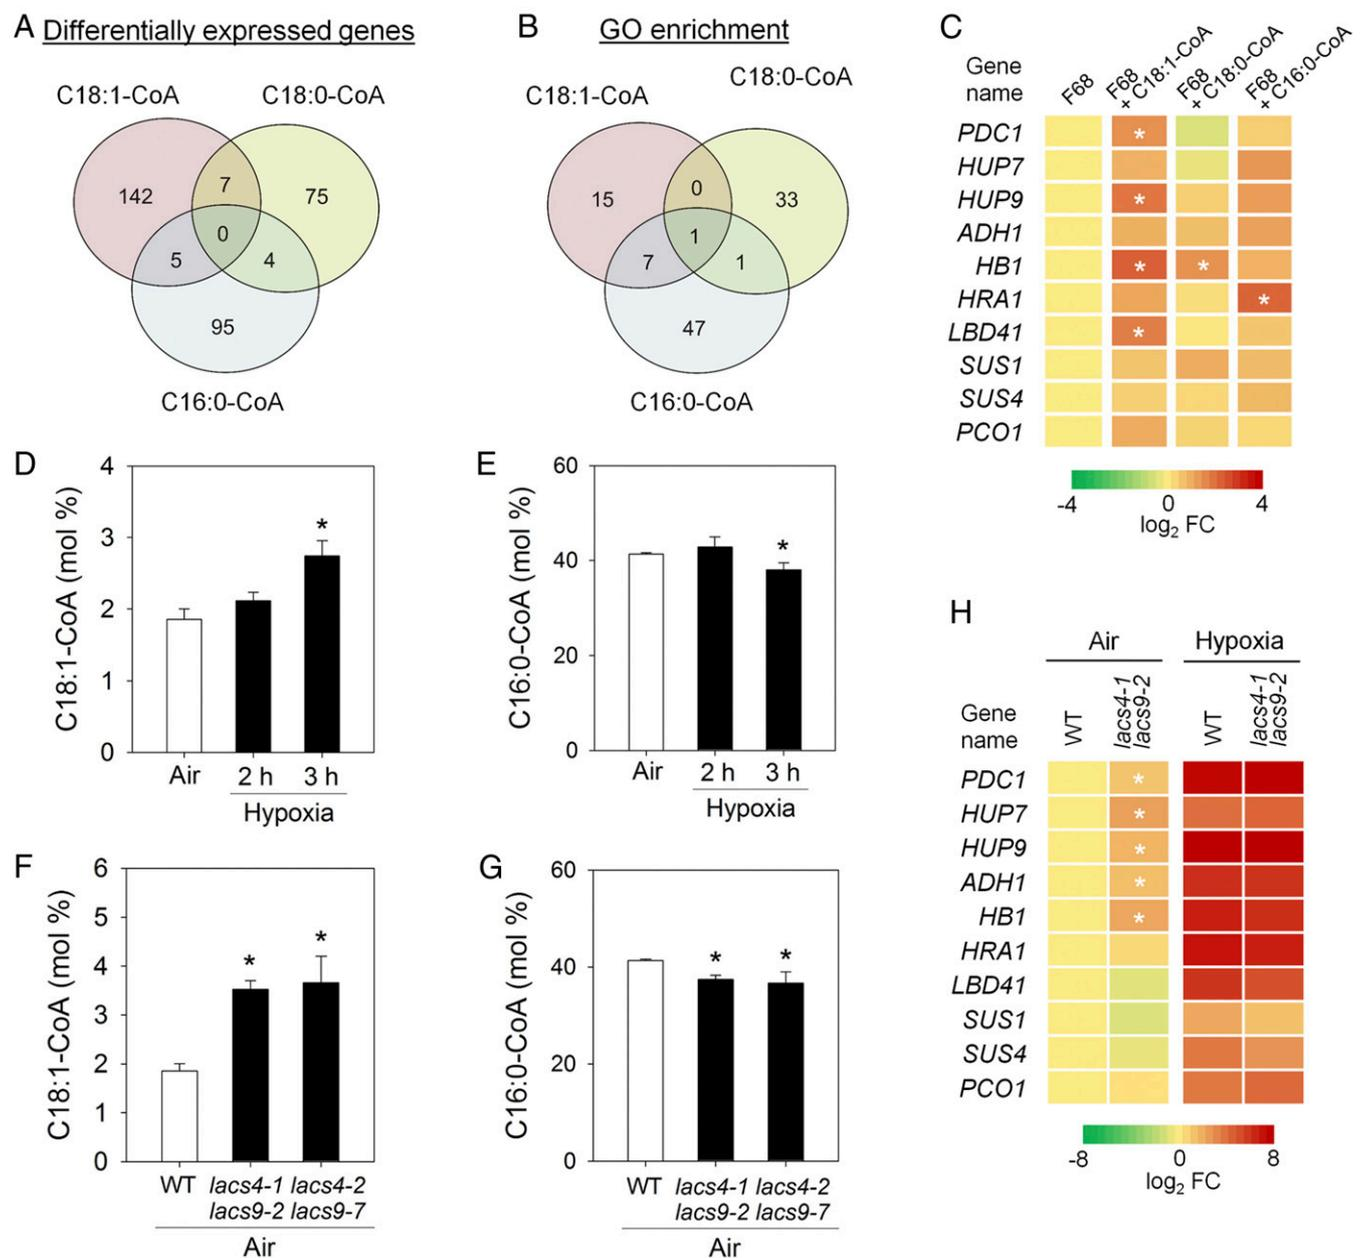 A Differentially expressed genes
C18:1-CoA
C18:0-CoA
142
7
75
0
5
4
95
C16:0-CoA
B GO enrichment
C18:1-CoA
C18:0-CoA
15
0
33
1
7
1
47
C16:0-CoA
C
Gene
name
F68
F68
+ C18:1-CoA
F68
+ C18:0-CoA
F68
+ C16:0-CoA
PDC1 *
HUP7
HUP9 *
ADH1
HB1 * *
HRA1 *
LBD41 *
SUS1
SUS4
PCO1
-4 0 4
log2 FC
D
C18:1-CoA (mol %)
4
3
2
1
0
*
Air 2 h 3 h
Hypoxia
E
C16:0-CoA (mol %)
60
40
20
0
*
Air 2 h 3 h
Hypoxia
F
C18:1-CoA (mol %)
6
5
4
3
2
1
0
* *
WT lacs4-1 lacs4-2
lacs9-2 lacs9-7
Air
G
C16:0-CoA (mol %)
60
40
20
0
* *
WT lacs4-1 lacs4-2
lacs9-2 lacs9-7
Air
H
Air Hypoxia
Gene
name
WT
lacs4-1
lacs9-2
WT
lacs4-1
lacs9-2
PDC1 *
HUP7 *
HUP9 *
ADH1 *
HB1 *
HRA1
LBD41
SUS1
SUS4
PCO1
-8 0 8
log2 FC